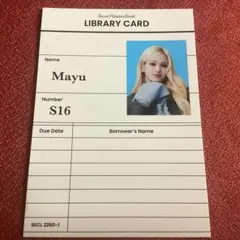 LIBRARY CARD
Name
Mayu
Number
S16
Due Date
Borrower's Name
SECL 3260-1